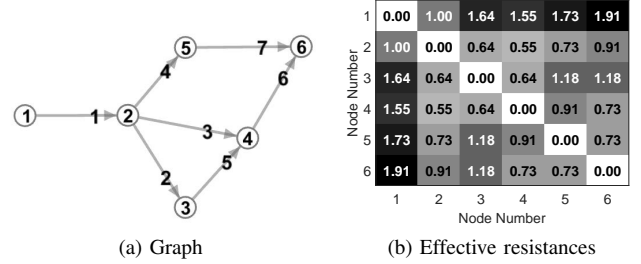 5
7
6
4
6
1
1
2
3
4
2
5
3
(a) Graph
1 0.00 1.00 1.64 1.55 1.73 1.91
2 1.00 0.00 0.64 0.55 0.73 0.91
3 1.64 0.64 0.00 0.64 1.18 1.18
4 1.55 0.55 0.64 0.00 0.91 0.73
5 1.73 0.73 1.18 0.91 0.00 0.73
6 1.91 0.91 1.18 0.73 0.73 0.00
1 2 3 4 5 6
Node Number
Node Number
(b) Effective resistances